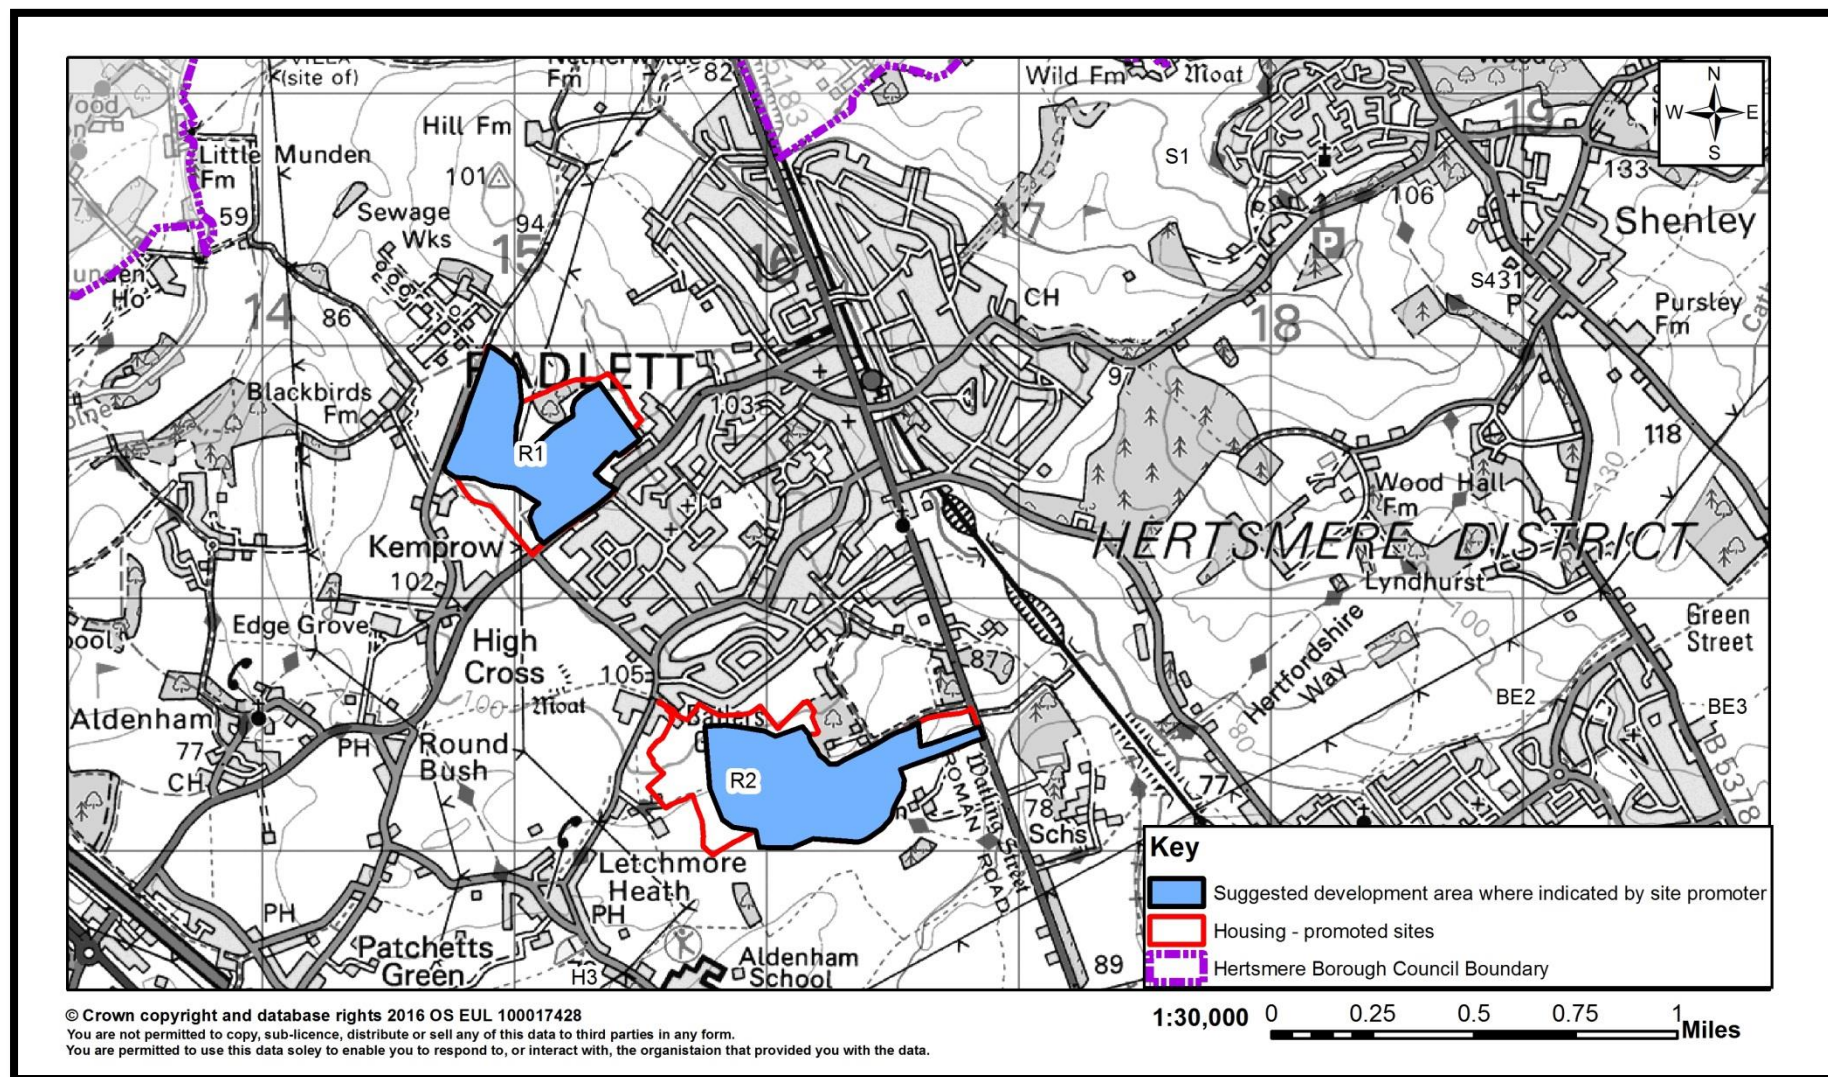 (site of)
Fm
82
5183
Wild Fm
Moat
N
W
E
S
19
Hill Fm
Little Munden
Fm
S1
133
101
106
Sewage
Wks
59
94
15
16
17
P
Shenley
Ho
14
86
CH
S431
P
18
Pursley
Fm
RADLETT
Blackbirds
Fm
97
103
R1
118
130
Wood Hall
Fm
Kemprow
HERTSMERE DISTRICT
102
Lyndhurst
Edge Grove
High
Cross
100
Green
Street
Hertfordshire
Way
87
105
100
Moat
BE2
BE3
Aldenham
Batlers
77
PH
CH
Round
Bush
80
B5378
R2
ROMAN
ROAD
Watling
Street
78
Schs
77
Letchmore
Heath
PH
PH
Patchetts
Green
H3
Aldenham
School
89
Key
Suggested development area where indicated by site promoter
Housing - promoted sites
Hertsmere Borough Council Boundary
© Crown copyright and database rights 2016 OS EUL 100017428
You are not permitted to copy, sub-licence, distribute or sell any of this data to third parties in any form.
You are permitted to use this data soley to enable you to respond to, or interact with, the organistaion that provided you with the data.
1:30,000
0 0.25 0.5 0.75 1
Miles